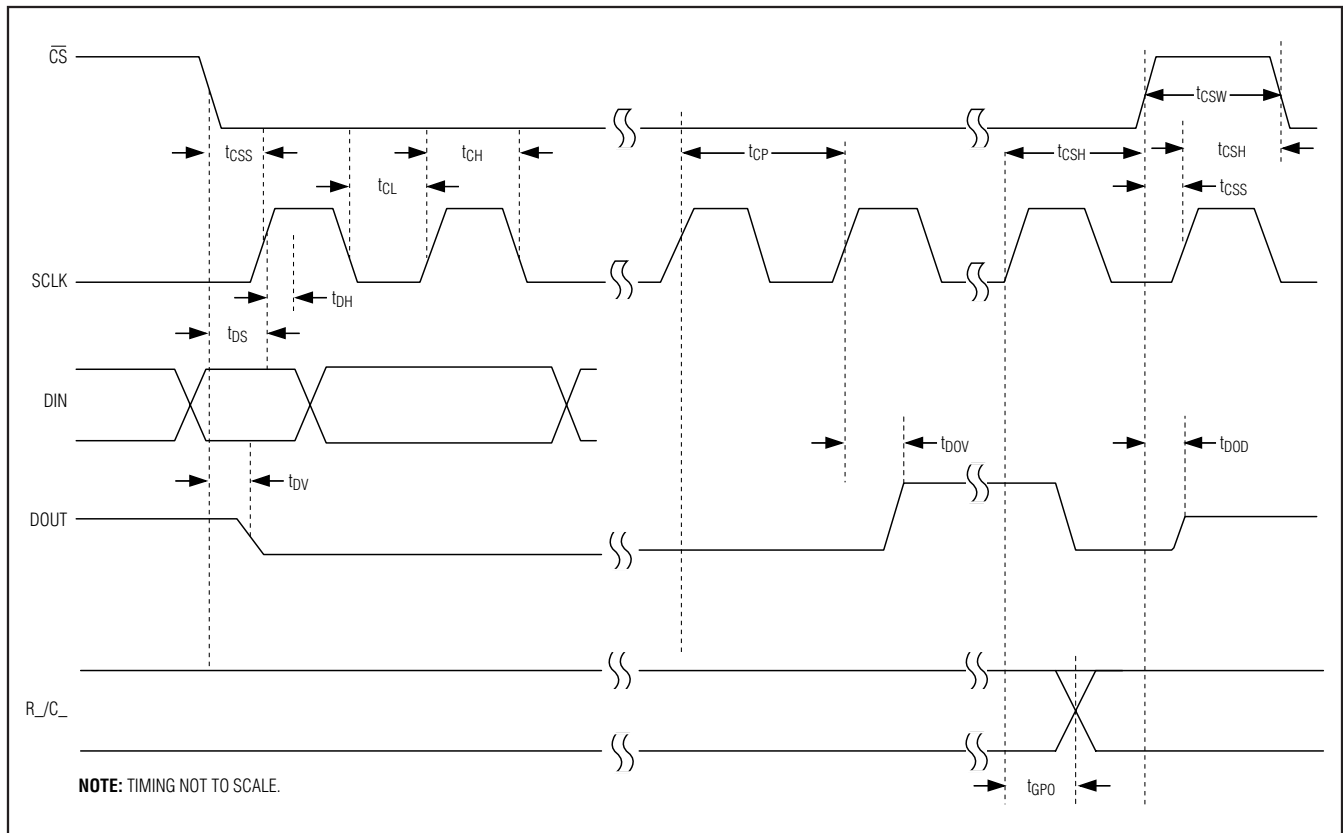 C̅S̅
tCSW
tCSS
tCH
tCP
tCSH
tCSH
tCL
tCSS
SCLK
tDH
tDS
DIN
tDOV
tDOD
tDV
DOUT
R_/C_
tGPO
NOTE: TIMING NOT TO SCALE.